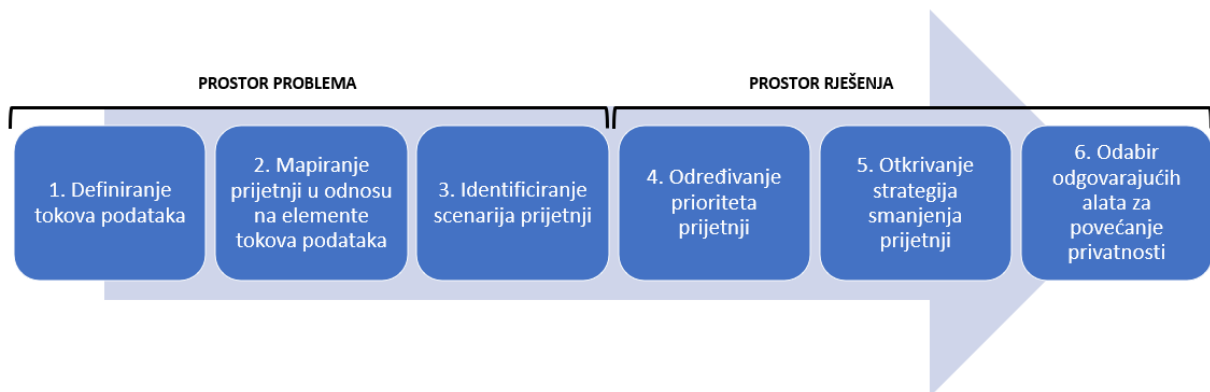 PROSTOR PROBLEMA
PROSTOR RJEŠENJA
1. Definiranje
tokova podataka
2. Mapiranje
prijetnji u odnosu
na elemente
tokova podataka
3. Identificiranje
scenarija prijetnji
4. Određivanje
prioriteta
prijetnji
5. Otkrivanje
strategija
smanjenja
prijetnji
6. Odabir
odgovarajućih
alata za
povećanje
privatnosti